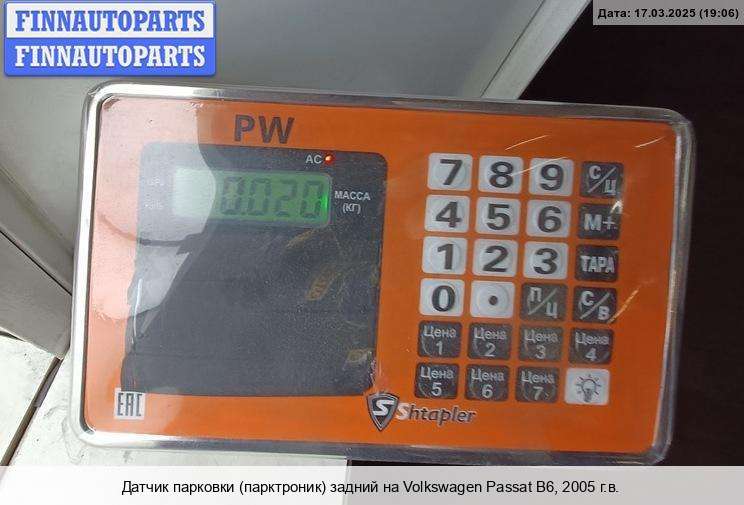 FINNAUTOPARTS
FINNAUTOPARTS
Дата: 17.03.2025 (19:06)
PW
AC
0.020
МАССА
(КГ)
7 8 9 С/Ц
4 5 6 М+
1 2 3 ТАРА
0 . П/Ц С/В
Цена 1 Цена 2 Цена 3 Цена 4
Цена 5 Цена 6 Цена 7
EAC
S Shtapler
Датчик парковки (парктроник) задний на Volkswagen Passat B6, 2005 г.в.